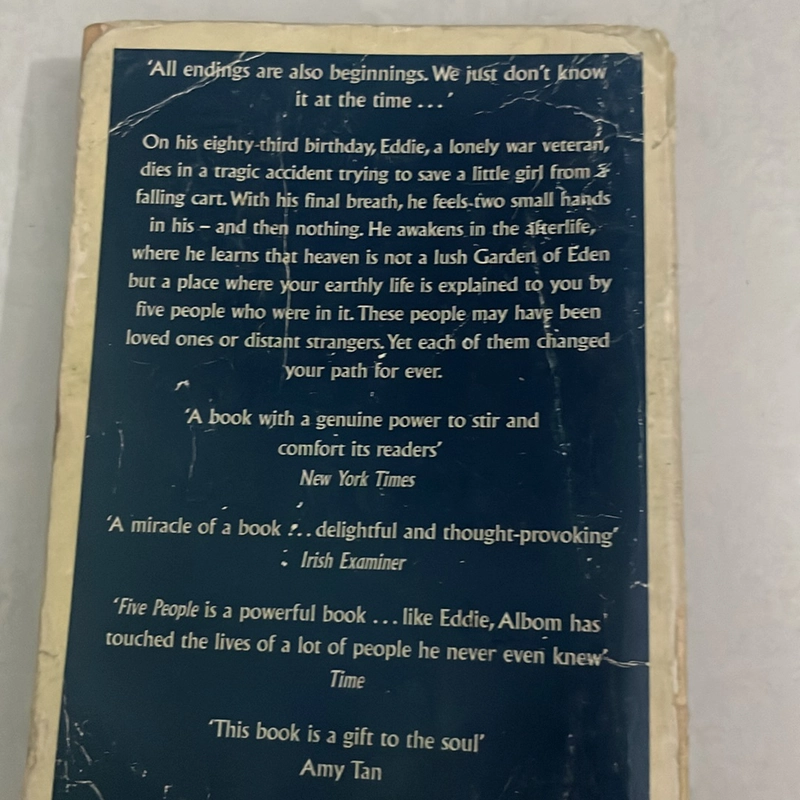 ‘All endings are also beginnings. We just don’t know
it at the time . . . ’
On his eighty-third birthday, Eddie, a lonely war veteran,
dies in a tragic accident trying to save a little girl from a
falling cart. With his final breath, he feels two small hands
in his – and then nothing. He awakens in the afterlife,
where he learns that heaven is not a lush Garden of Eden
but a place where your earthly life is explained to you by
five people who were in it. These people may have been
loved ones or distant strangers. Yet each of them changed
your path for ever.
‘A book with a genuine power to stir and
comfort its readers’
New York Times
‘A miracle of a book . . . delightful and thought-provoking’
Irish Examiner
‘Five People is a powerful book . . . like Eddie, Albom has
touched the lives of a lot of people he never even knew’
Time
‘This book is a gift to the soul’
Amy Tan